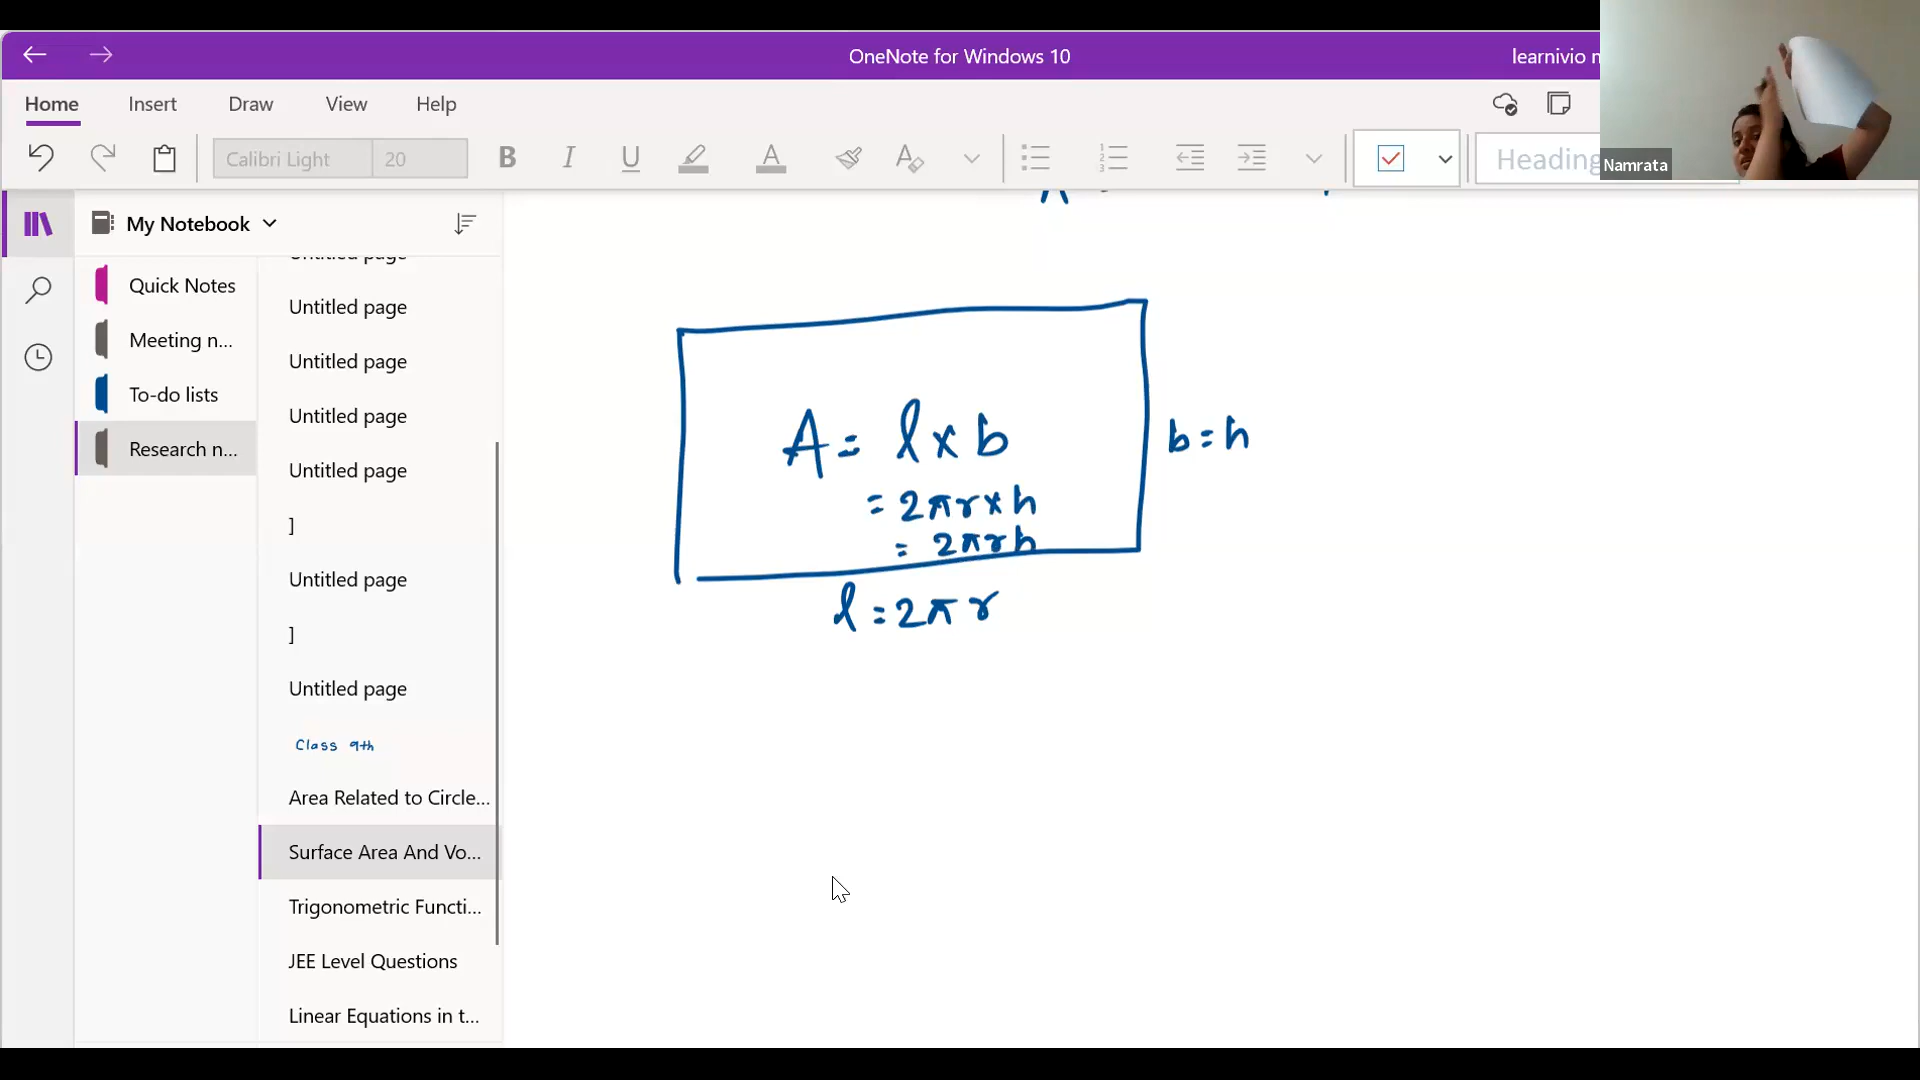 OneNote for Windows 10
learnivio
Home Insert Draw View Help
Calibri Light 20 B I U A A Heading
Namrata
My Notebook
Quick Notes
Meeting n...
To-do lists
Research n...
Untitled page
Untitled page
Untitled page
Untitled page
Untitled page
]
Untitled page
]
Untitled page
Class 9th
Area Related to Circle...
Surface Area And Vo...
Trigonometric Functi...
JEE Level Questions
Linear Equations in t...
A = l × b
= 2πr × h
= 2πrh
b = h
l = 2πr